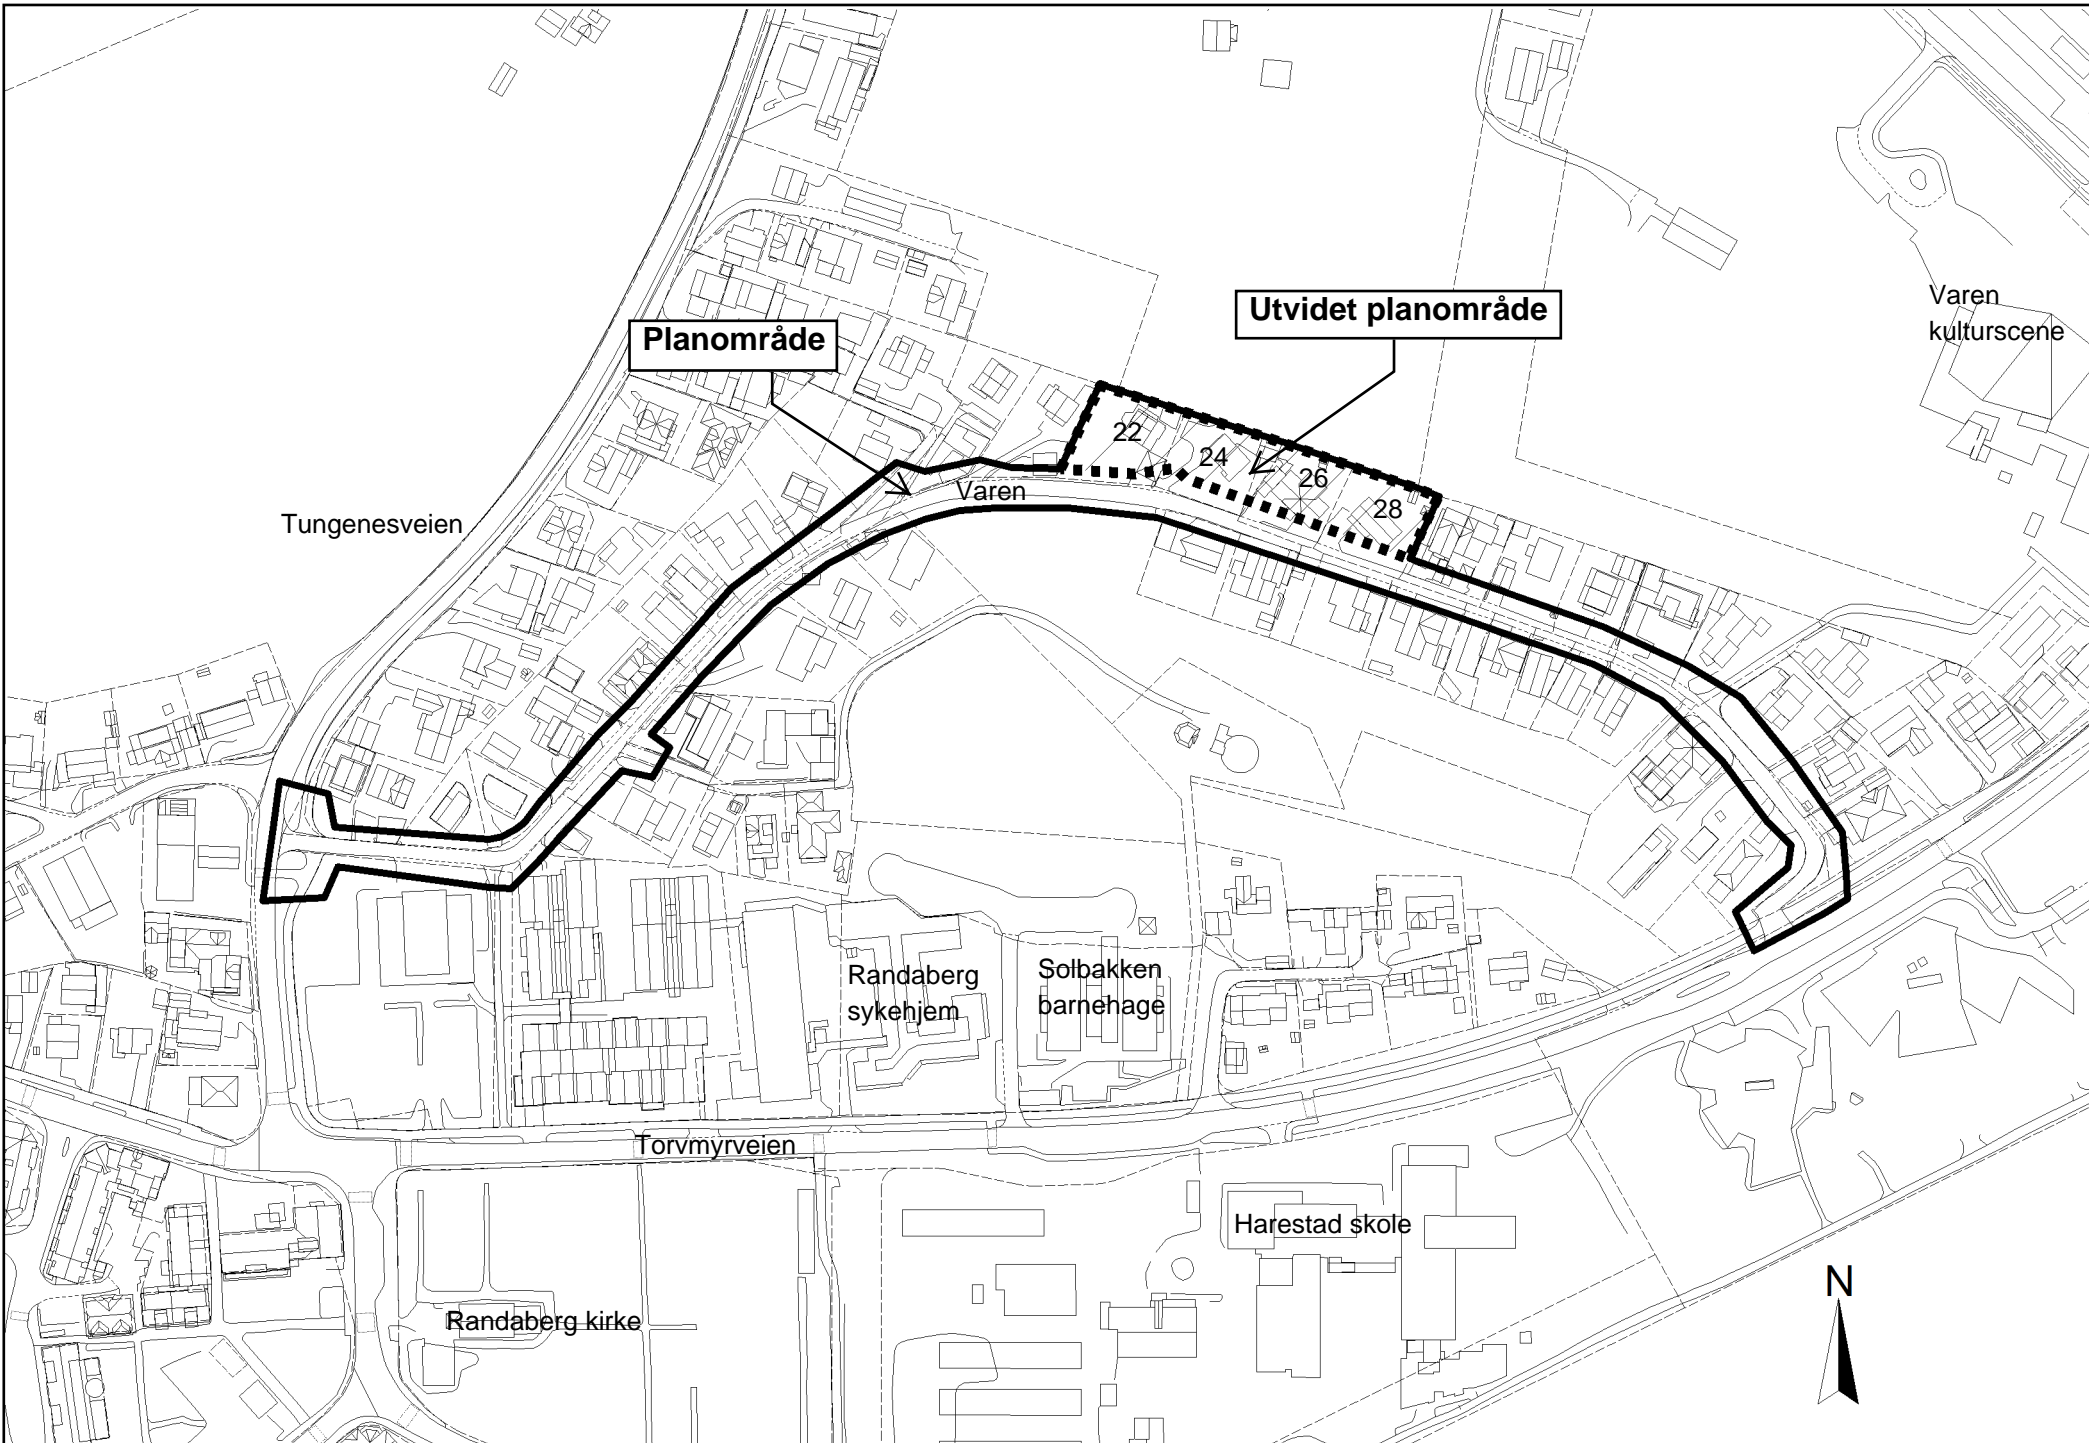 Varen
kulturscene
Utvidet planområde
Planområde
22
24
26
28
Varen
Tungenesveien
Randaberg
sykehjem
Solbakken
barnehage
Torvmyrveien
Harestad skole
Randaberg kirke
N